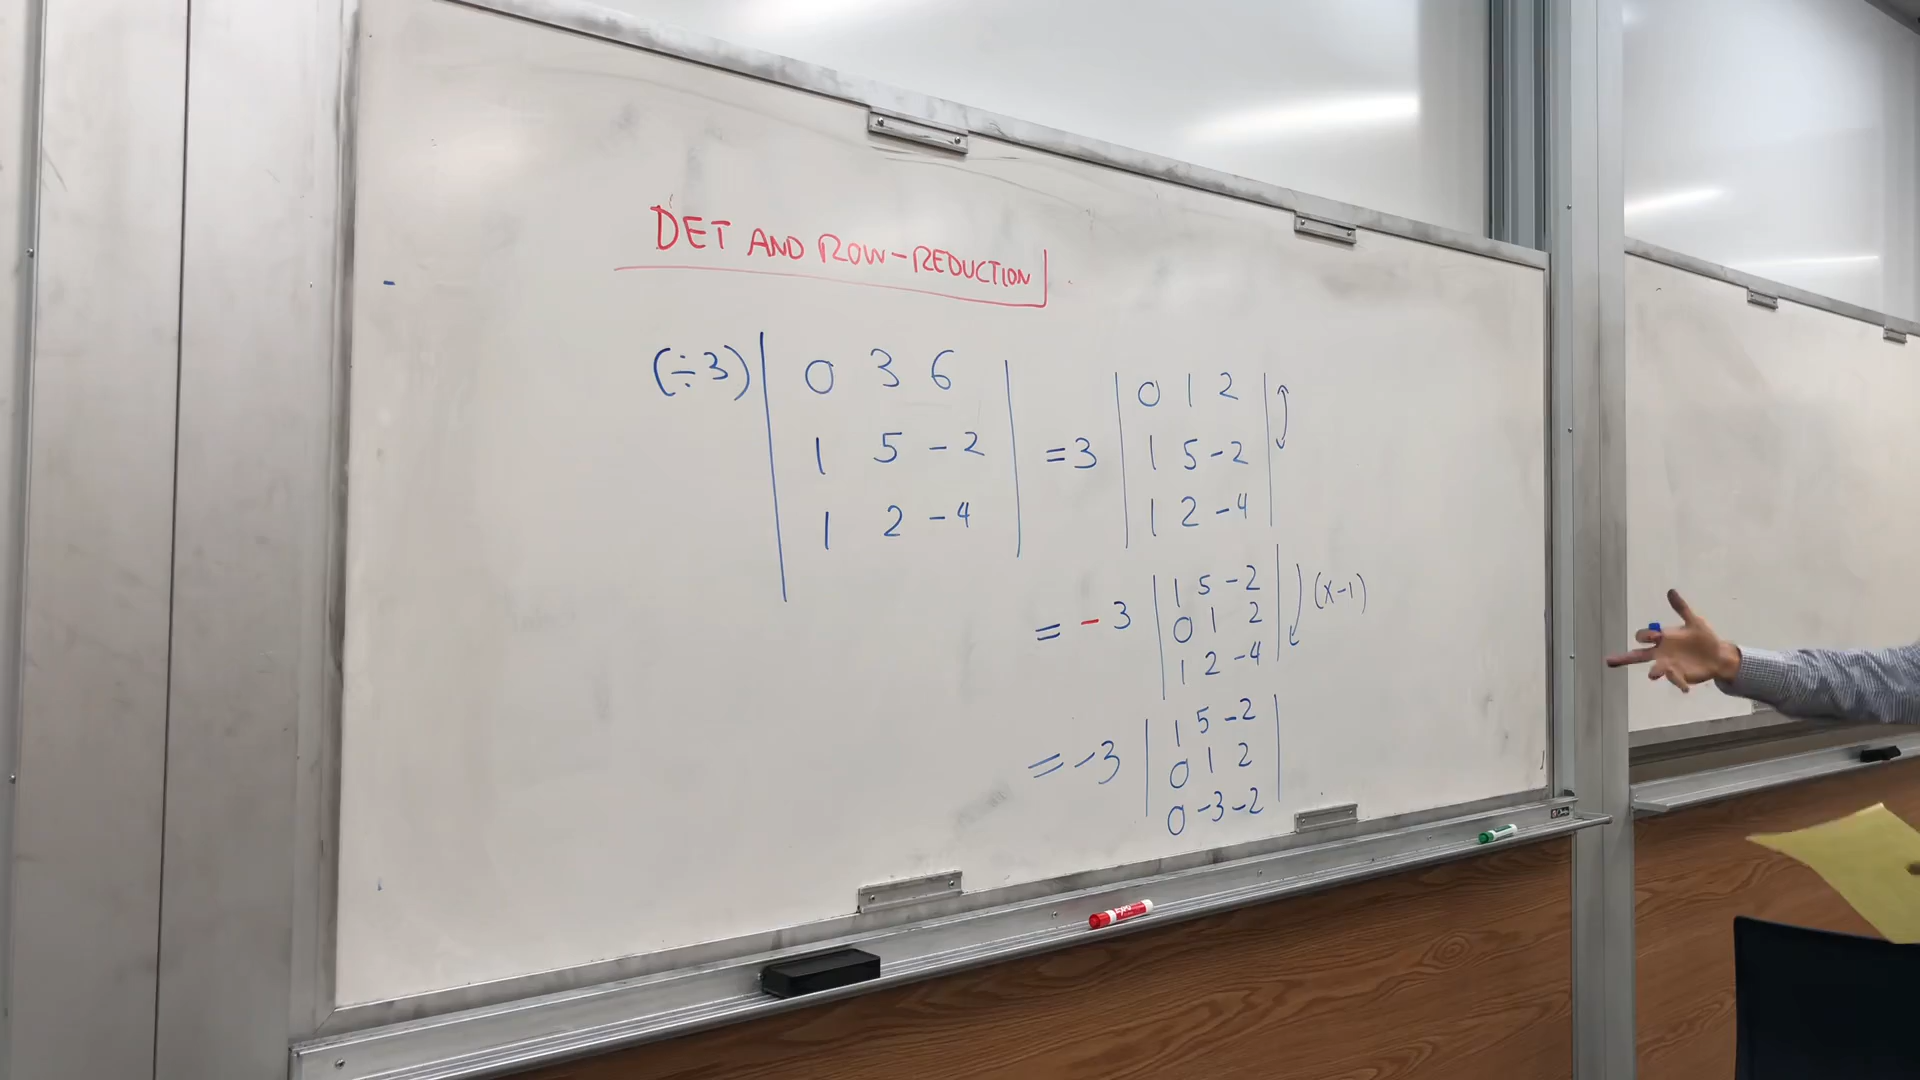 DET AND ROW-REDUCTION
(÷3) | 0 3 6 |
| 1 5 -2 |
| 1 2 -4 |
= 3 | 0 1 2 |
| 1 5 -2 |
| 1 2 -4 |
= -3 | 1 5 -2 | (x-1)
| 0 1 2 |
| 1 2 -4 |
= -3 | 1 5 -2 |
| 0 1 2 |
| 0 -3 -2 |